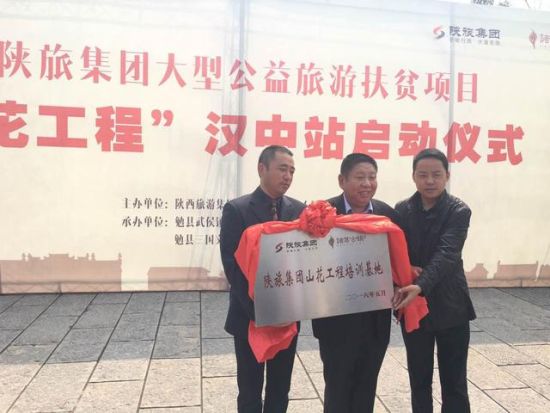 陕旅集团
陕旅集团大型公益旅游扶贫项目
花工程”汉中站启动仪式
主办单位：陕西旅游集
承办单位：勉县武侯
勉县三国文
陕旅集团
陕旅集团山花工程培训基地
二〇一八年五月